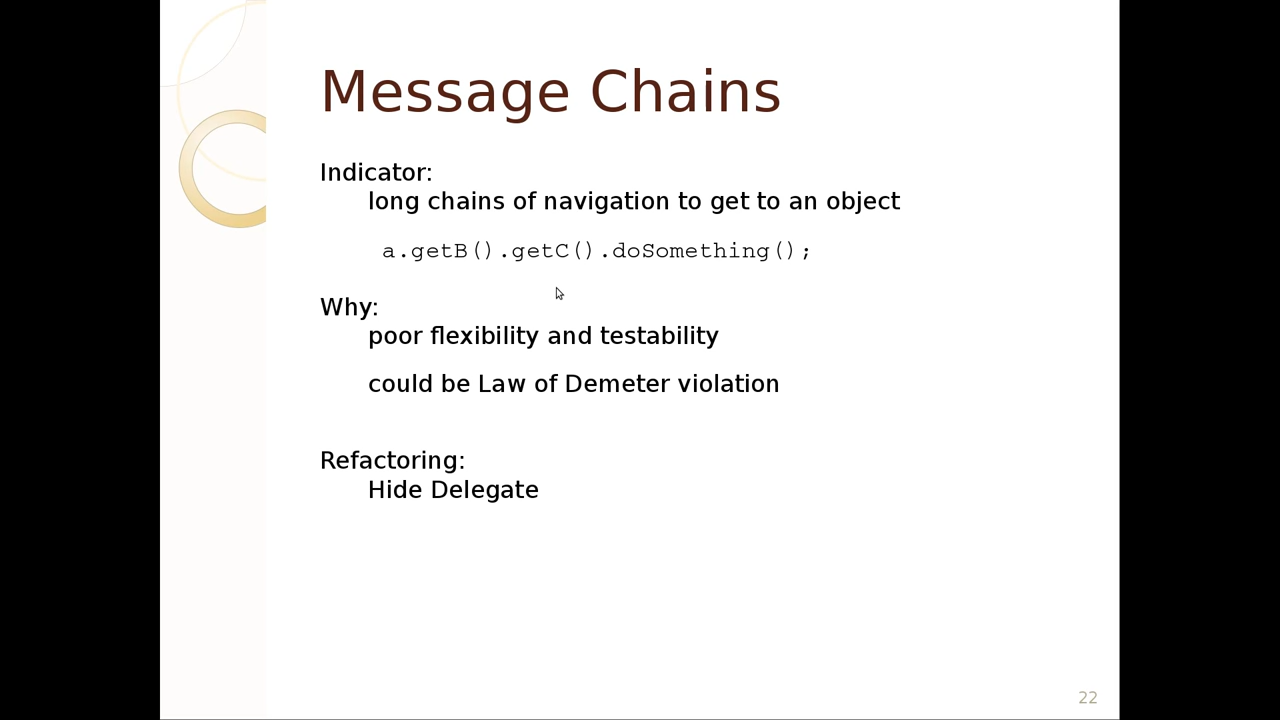 Message Chains
Indicator:
long chains of navigation to get to an object
a.getB().getC().doSomething();
Why:
poor flexibility and testability
could be Law of Demeter violation
Refactoring:
Hide Delegate
22